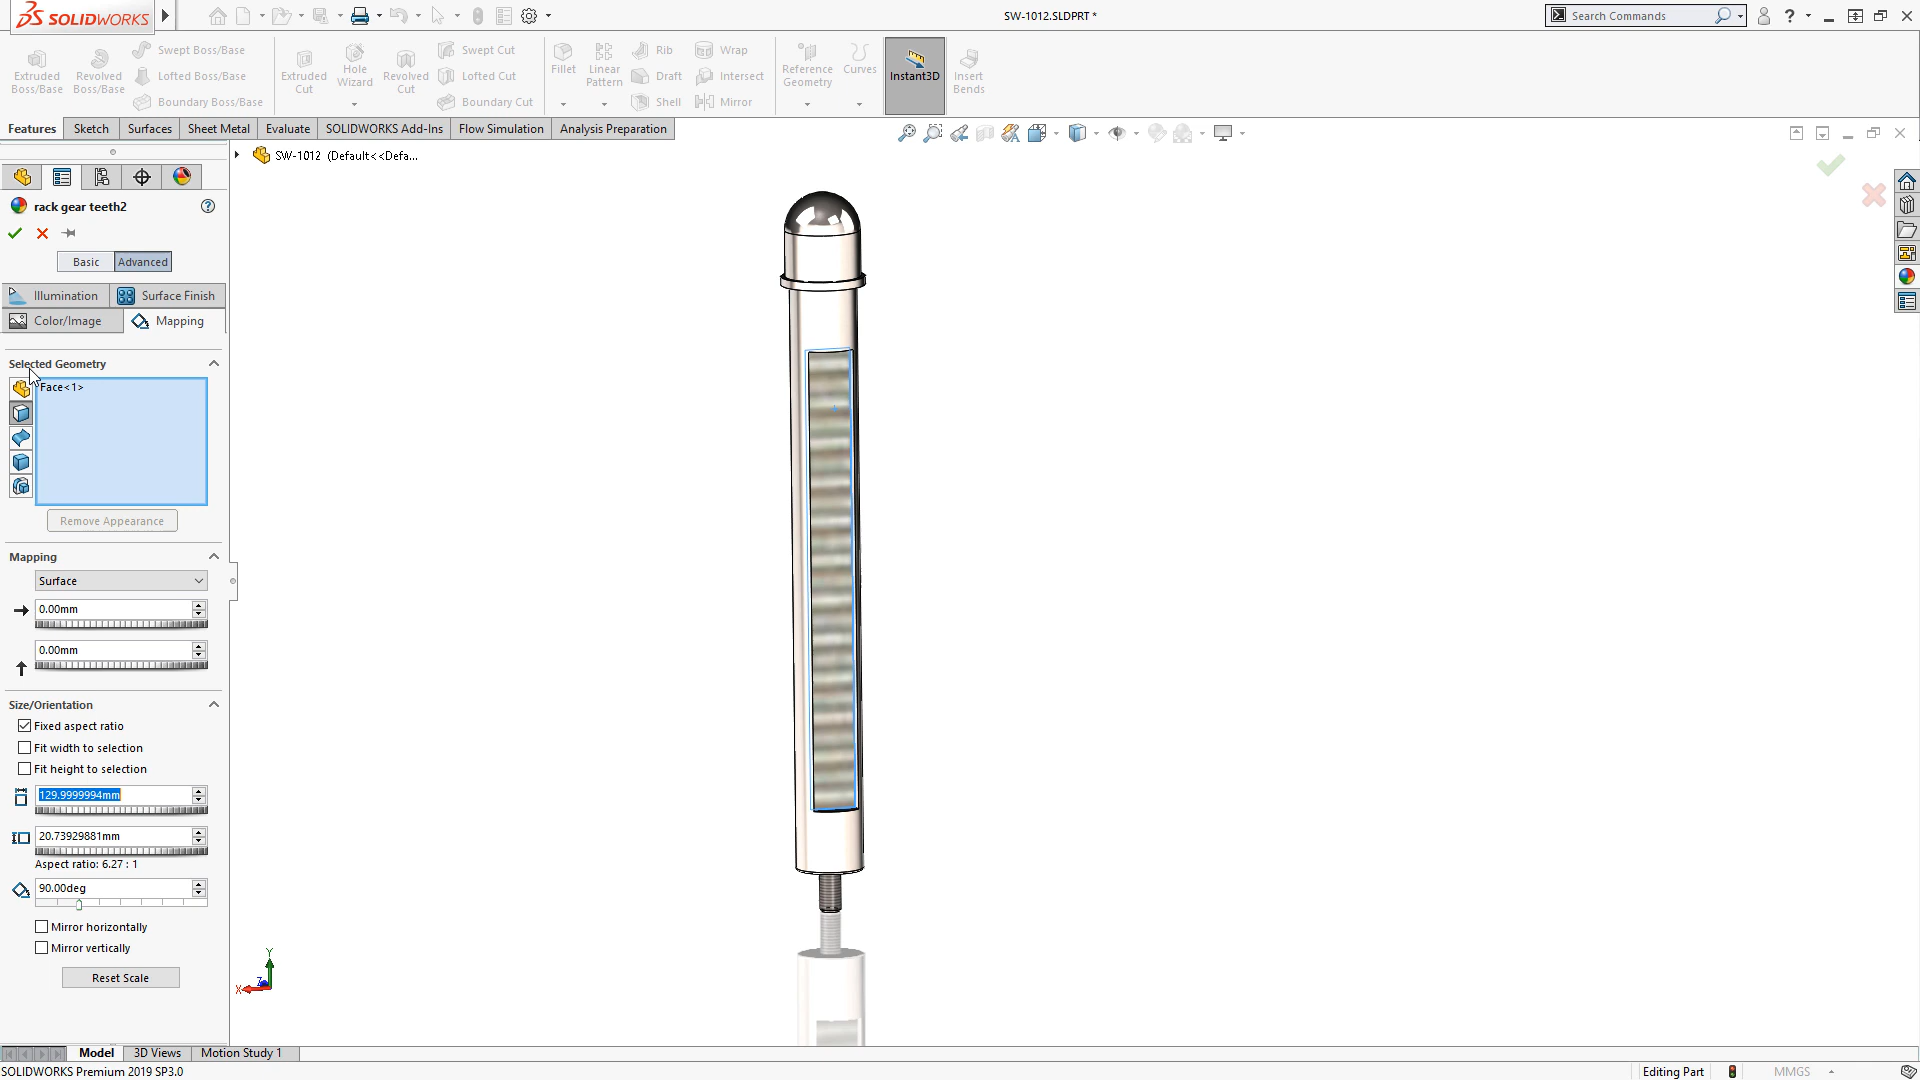 SOLIDWORKS
SW-1012.SLDPRT *
Search Commands
Extruded Boss/Base
Revolved Boss/Base
Swept Boss/Base
Lofted Boss/Base
Boundary Boss/Base
Extruded Cut
Hole Wizard
Revolved Cut
Swept Cut
Lofted Cut
Boundary Cut
Fillet
Linear Pattern
Rib
Draft
Shell
Wrap
Intersect
Mirror
Reference Geometry
Curves
Instant3D
Insert Bends
Features
Sketch
Surfaces
Sheet Metal
Evaluate
SOLIDWORKS Add-Ins
Flow Simulation
Analysis Preparation
SW-1012 (Default<<Defa...
rack gear teeth2
Basic
Advanced
Illumination
Surface Finish
Color/Image
Mapping
Selected Geometry
Face<1>
Remove Appearance
Mapping
Surface
0.00mm
0.00mm
Size/Orientation
Fixed aspect ratio
Fit width to selection
Fit height to selection
129.9999994mm
20.73929881mm
Aspect ratio: 6.27 : 1
90.00deg
Mirror horizontally
Mirror vertically
Reset Scale
Y
Z
X
Model
3D Views
Motion Study 1
SOLIDWORKS Premium 2019 SP3.0
Editing Part
MMGS